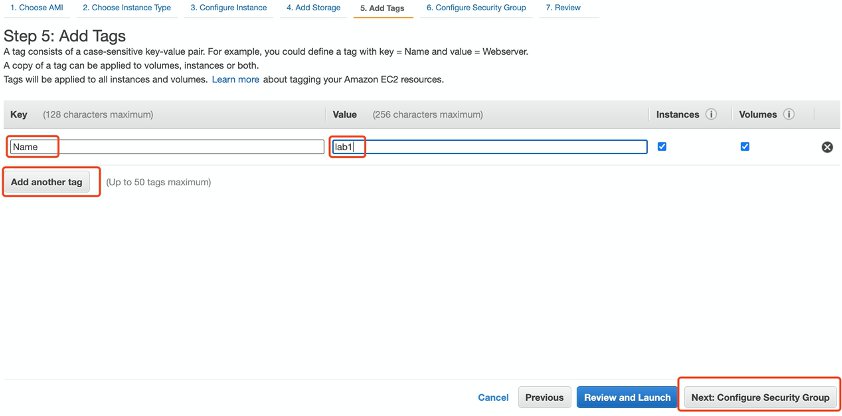 1. Choose AMI 2. Choose Instance Type 3. Configure Instance 4. Add Storage 5. Add Tags 6. Configure Security Group 7. Review
Step 5: Add Tags
A tag consists of a case-sensitive key-value pair. For example, you could define a tag with key = Name and value = Webserver.
A copy of a tag can be applied to volumes, instances or both.
Tags will be applied to all instances and volumes. Learn more about tagging your Amazon EC2 resources.
Key (128 characters maximum) Value (256 characters maximum) Instances i Volumes i
Name lab1
Add another tag (Up to 50 tags maximum)
Cancel Previous Review and Launch Next: Configure Security Group